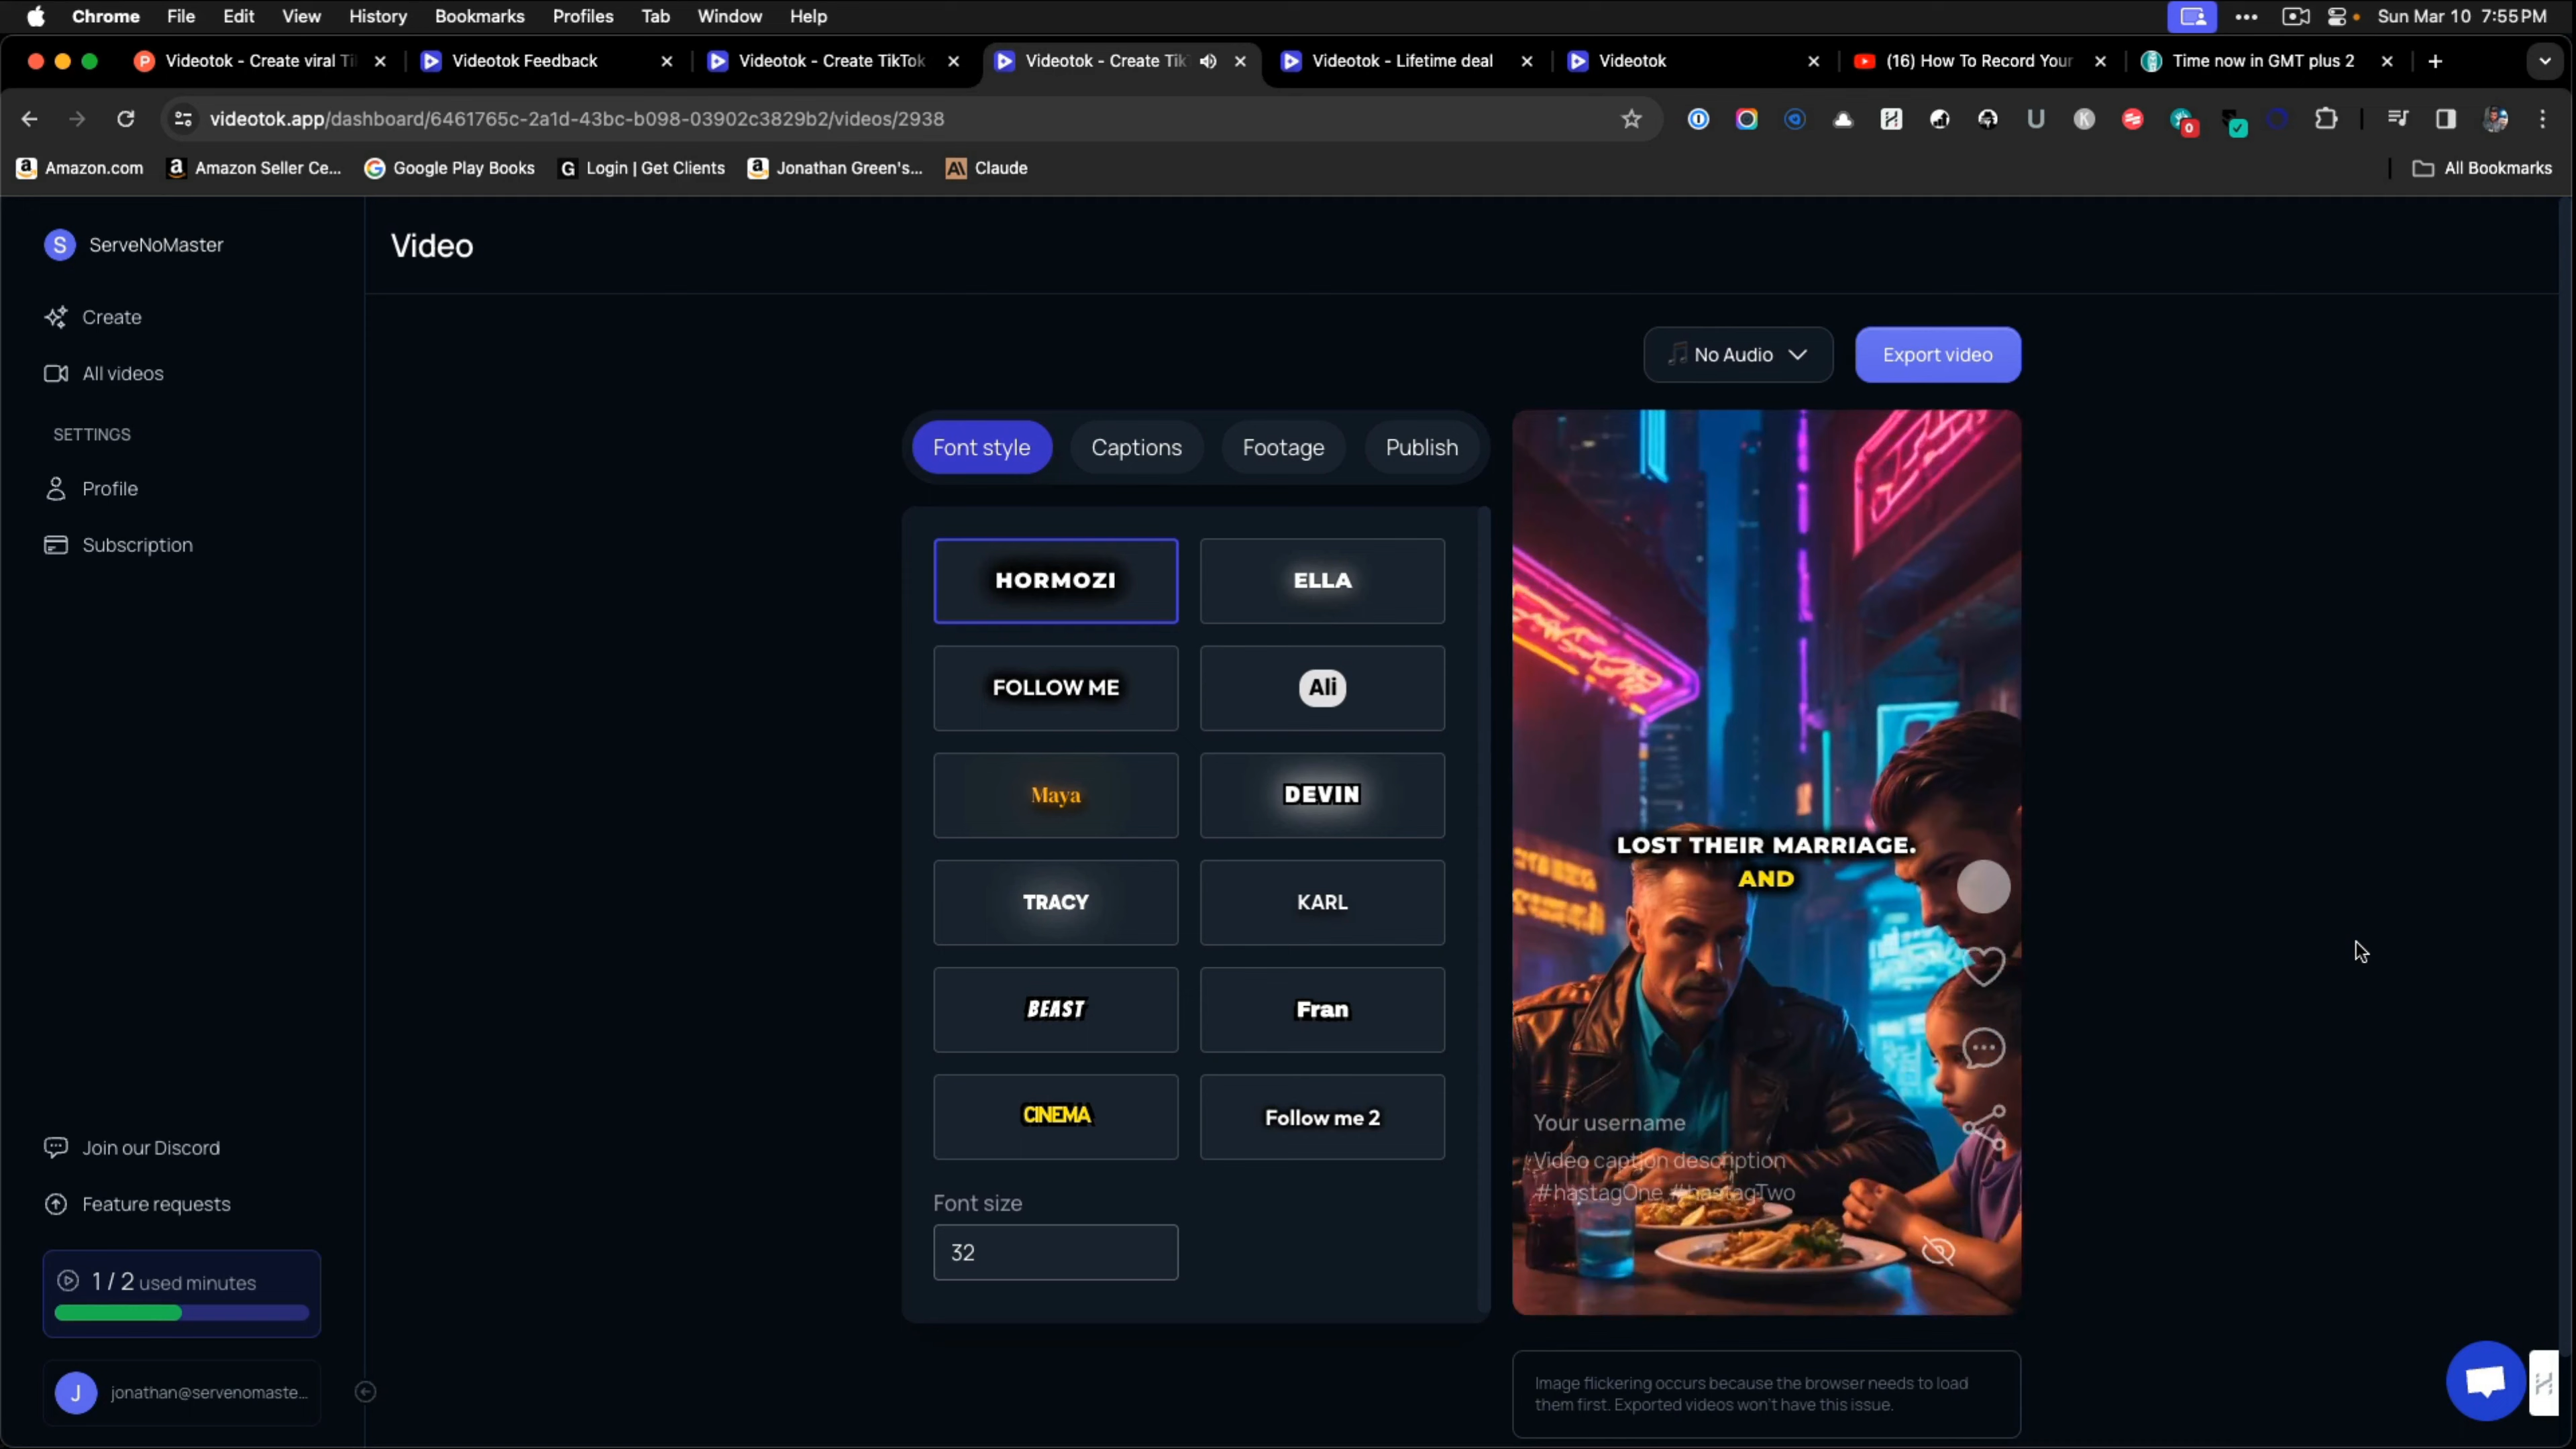 Chrome File Edit View History Bookmarks Profiles Tab Window Help Sun Mar 10 7:55 PM
Videotok - Create viral Ti Videotok Feedback Videotok - Create TikTok Videotok - Create Tik Videotok - Lifetime deal Videotok (16) How To Record Your Time now in GMT plus 2
videotok.app/dashboard/6461765c-2a1d-43bc-b098-03902c3829b2/videos/2938
Amazon.com Amazon Seller Ce... Google Play Books Login | Get Clients Jonathan Green's... Claude All Bookmarks
S ServeNoMaster
Video
Create
All videos
SETTINGS
Profile
Subscription
No Audio Export video
Font style Captions Footage Publish
HORMOZI ELLA
FOLLOW ME Ali
Maya DEVIN
TRACY KARL
BEAST Fran
CINEMA Follow me 2
Font size
32
LOST THEIR MARRIAGE.
AND
Your username
Video caption description
#hastagOne #hastagTwo
Image flickering occurs because the browser needs to load
them first. Exported videos won't have this issue.
Join our Discord
Feature requests
1 / 2 used minutes
J jonathan@servenomaste...